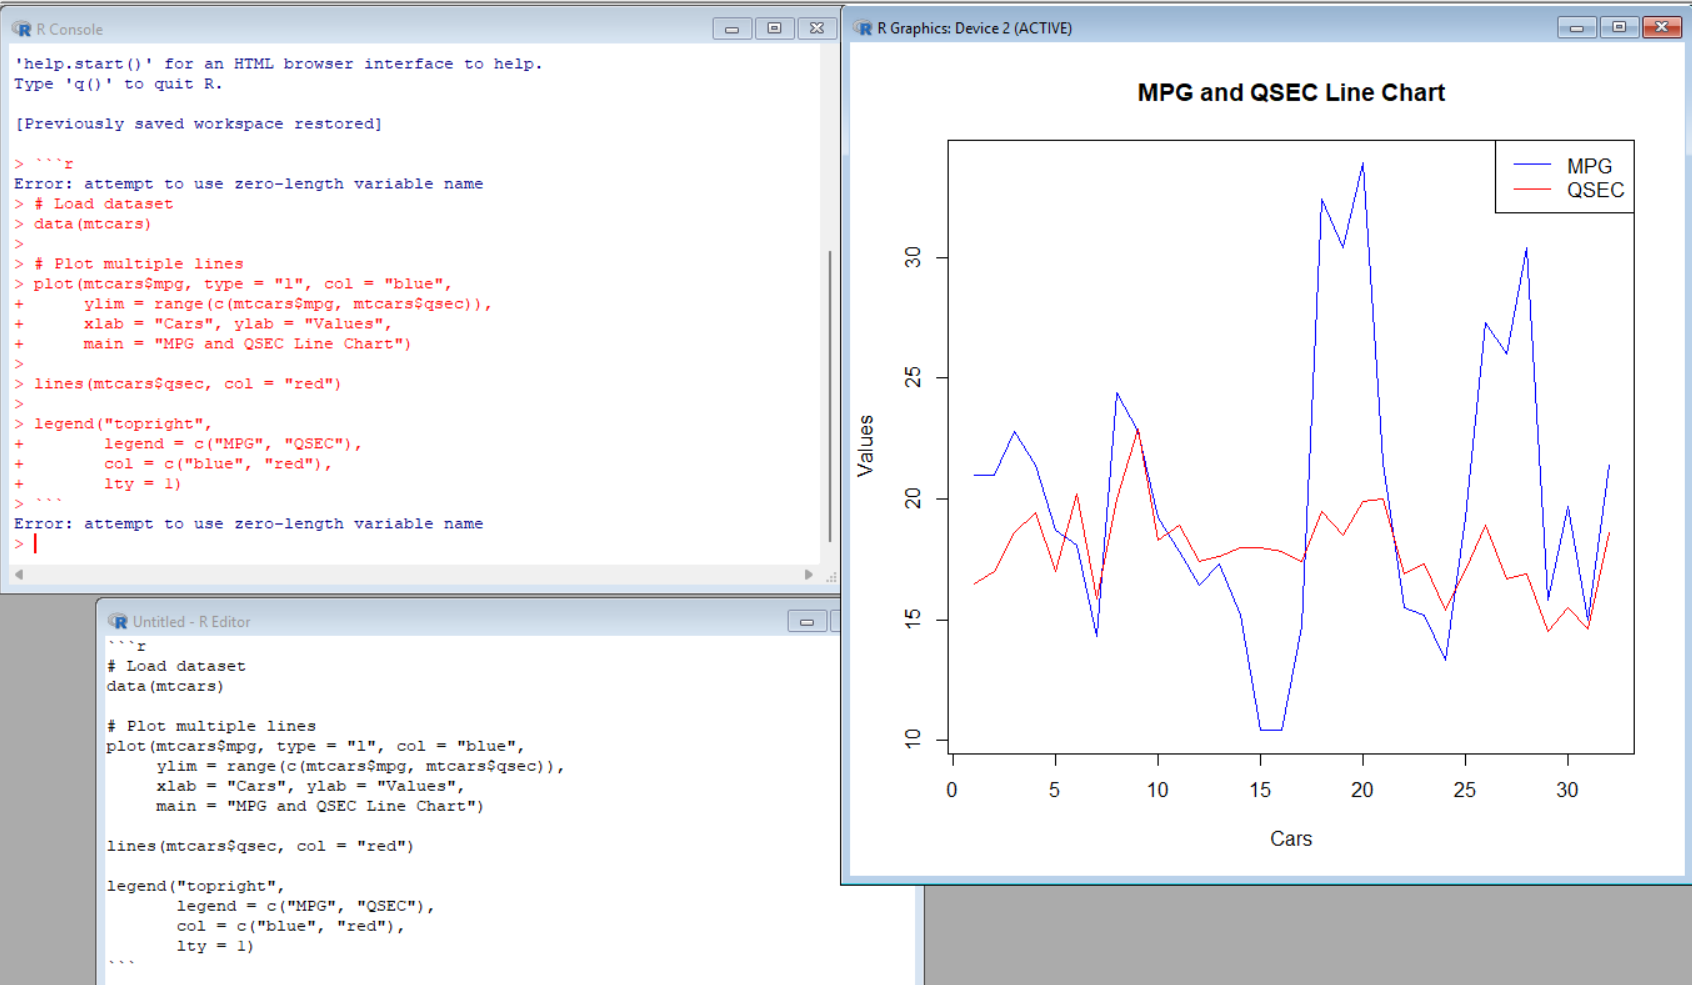 R Console
'help.start()' for an HTML browser interface to help.
Type 'q()' to quit R.
[Previously saved workspace restored]
> ```r
Error: attempt to use zero-length variable name
> # Load dataset
> data(mtcars)
>
> # Plot multiple lines
> plot(mtcars$mpg, type = "l", col = "blue",
+      ylim = range(c(mtcars$mpg, mtcars$qsec)),
+      xlab = "Cars", ylab = "Values",
+      main = "MPG and QSEC Line Chart")
>
> lines(mtcars$qsec, col = "red")
>
> legend("topright",
+        legend = c("MPG", "QSEC"),
+        col = c("blue", "red"),
+        lty = 1)
> ```
Error: attempt to use zero-length variable name
>
Untitled - R Editor
```r
# Load dataset
data(mtcars)
# Plot multiple lines
plot(mtcars$mpg, type = "l", col = "blue",
     ylim = range(c(mtcars$mpg, mtcars$qsec)),
     xlab = "Cars", ylab = "Values",
     main = "MPG and QSEC Line Chart")
lines(mtcars$qsec, col = "red")
legend("topright",
       legend = c("MPG", "QSEC"),
       col = c("blue", "red"),
       lty = 1)
```
R Graphics: Device 2 (ACTIVE)
MPG and QSEC Line Chart
MPG
QSEC
Values
30
25
20
15
10
0 5 10 15 20 25 30
Cars